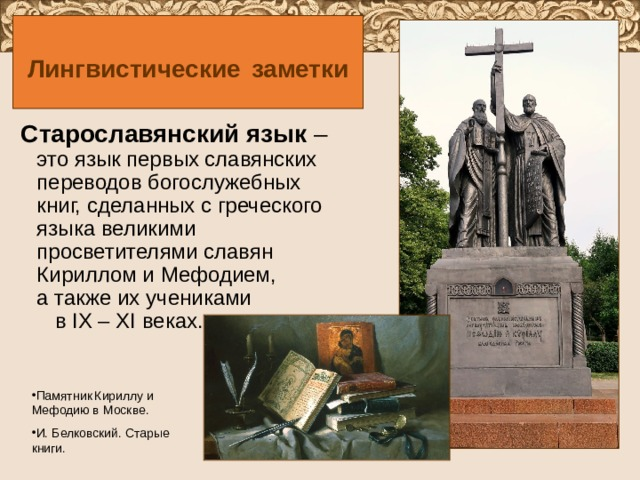 Лингвистические заметки
Старославянский язык –
это язык первых славянских
переводов богослужебных
книг, сделанных с греческого
языка великими
просветителями славян
Кириллом и Мефодием,
а также их учениками
в IX – XI веках.
•Памятник Кириллу и
Мефодию в Москве.
•И. Белковский. Старые
книги.